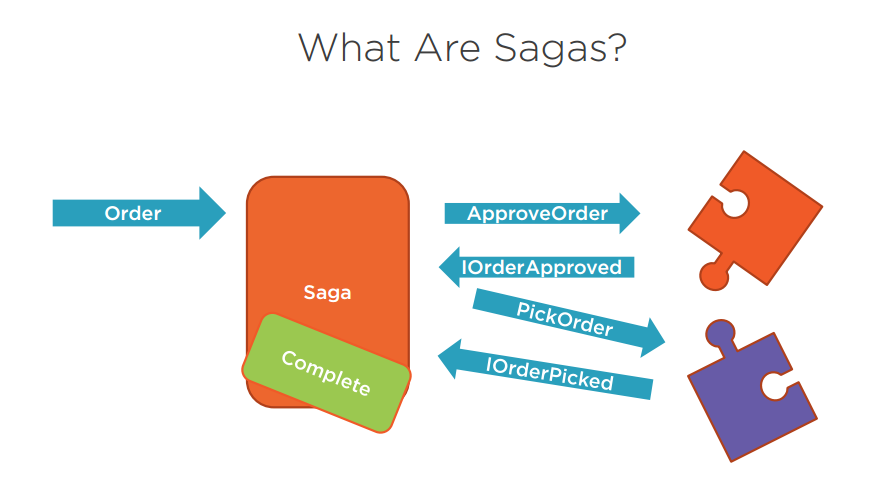 What Are Sagas?
Order
ApproveOrder
IOrderApproved
Saga
PickOrder
Complete
IOrderPicked